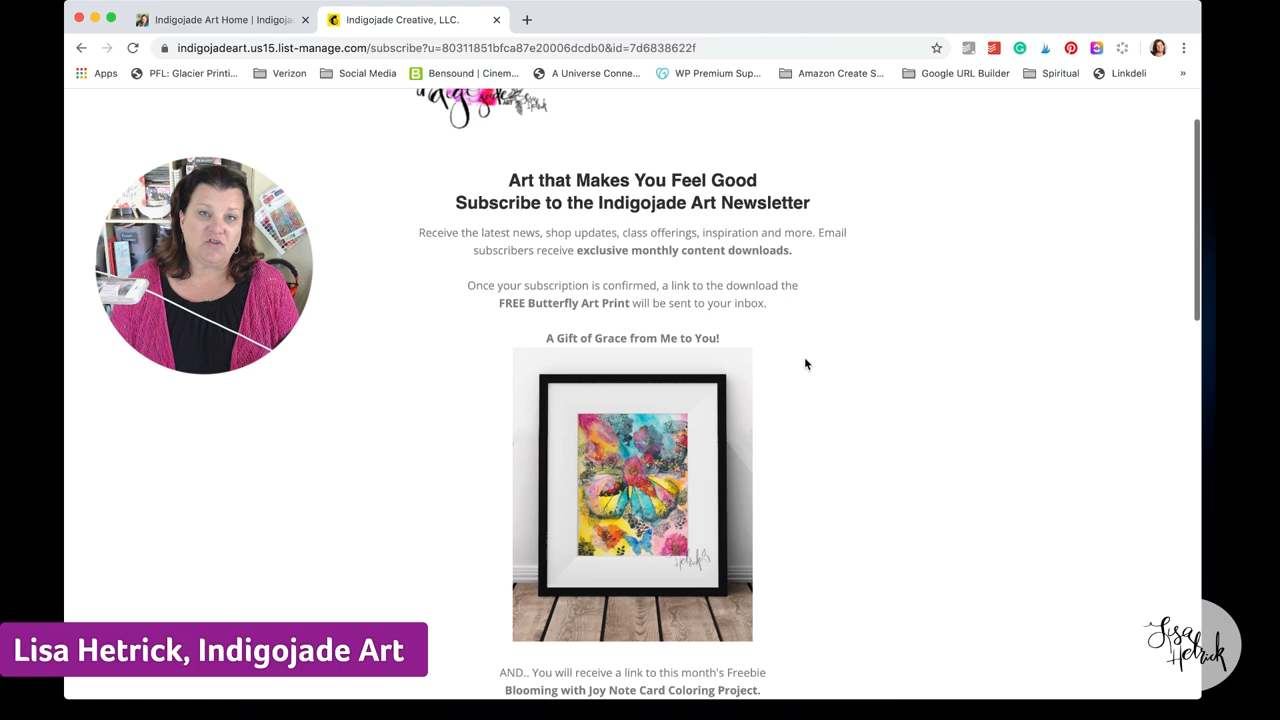 Indigojade Art Home | Indigoja
Indigojade Creative, LLC.
indigojadeart.us15.list-manage.com/subscribe?u=80311851bfca87e20006dcdb0&id=7d6838622f
Apps
PFL: Glacier Printi...
Verizon
Social Media
Bensound | Cinem...
A Universe Conne...
WP Premium Sup...
Amazon Create S...
Google URL Builder
Spiritual
Linkdeli
»
Art that Makes You Feel Good
Subscribe to the Indigojade Art Newsletter
Receive the latest news, shop updates, class offerings, inspiration and more. Email
subscribers receive exclusive monthly content downloads.
Once your subscription is confirmed, a link to the download the
FREE Butterfly Art Print will be sent to your inbox.
A Gift of Grace from Me to You!
AND.. You will receive a link to this month's Freebie
Blooming with Joy Note Card Coloring Project.
Lisa Hetrick, Indigojade Art
Lisa
Hetrick